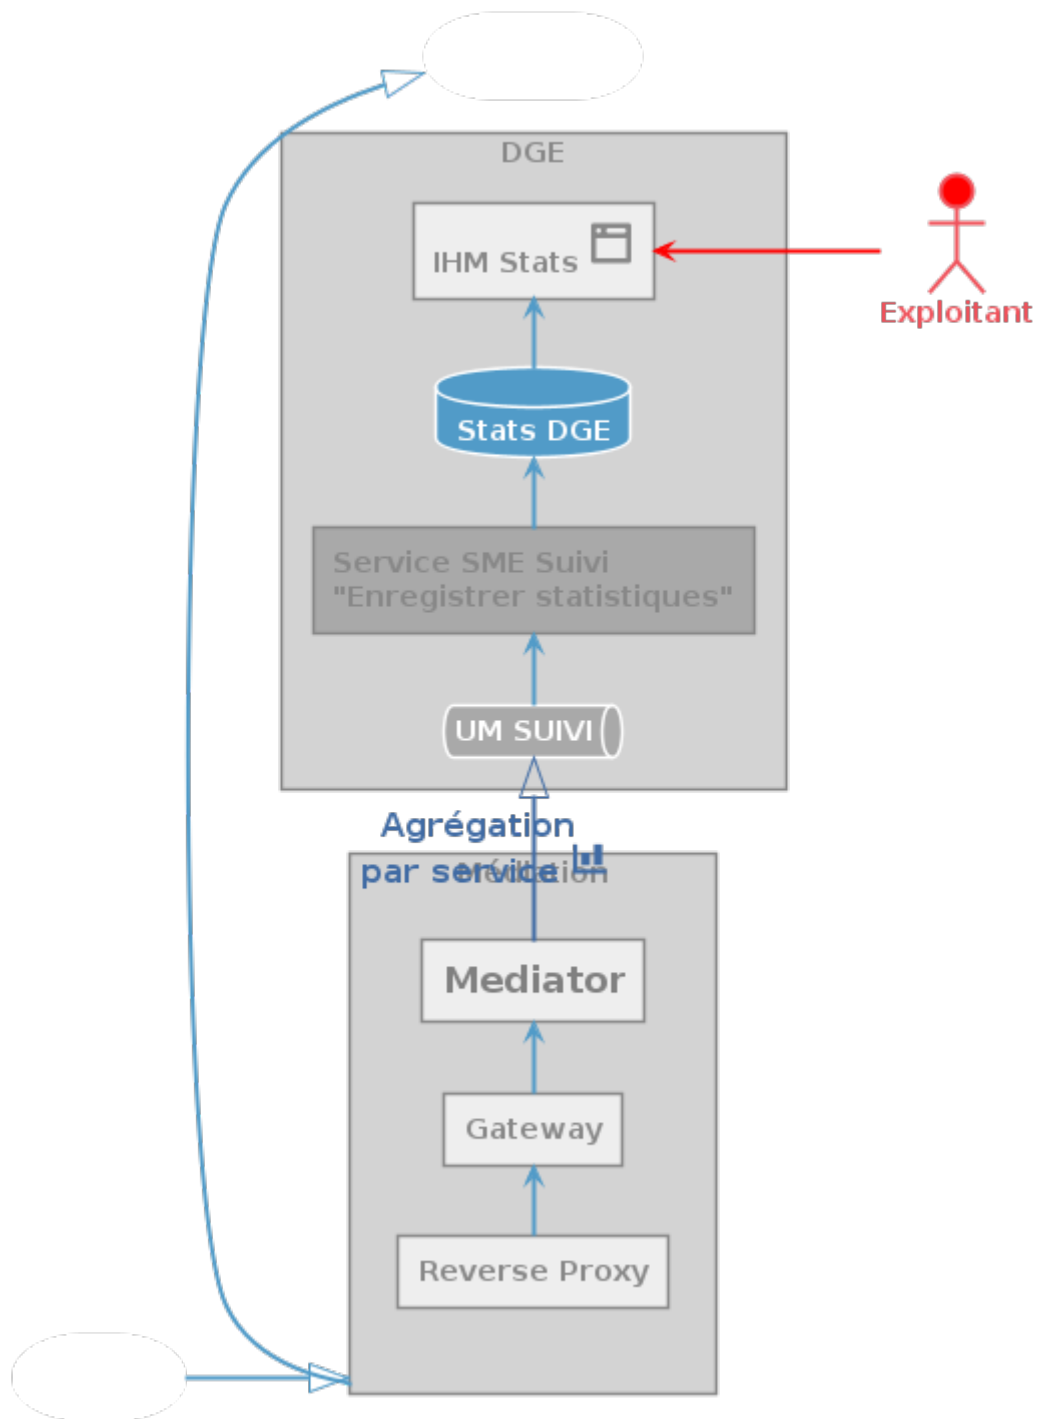 DGE
IHM Stats
Exploitant
Stats DGE
Service SME Suivi
"Enregistrer statistiques"
UM SUIVI
Agrégation
par service
Médiation
Mediator
Gateway
Reverse Proxy